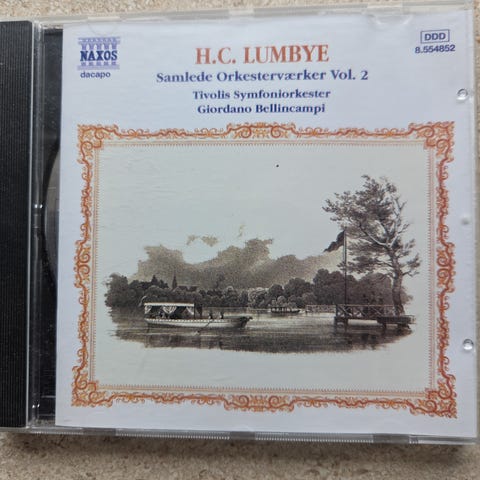 NAXOS
dacapo
DDD
8.554852
H.C. LUMBYE
Samlede Orkesterværker Vol. 2
Tivolis Symfoniorkester
Giordano Bellincampi